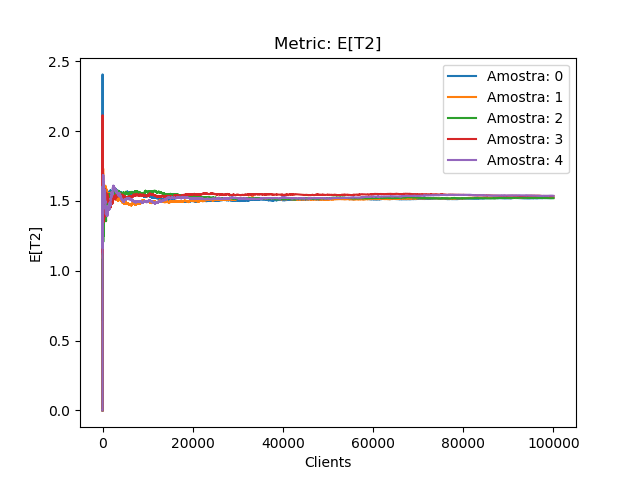 Metric: E[T2]
2.5
2.0
1.5
1.0
0.5
0.0
E[T2]
Amostra: 0
Amostra: 1
Amostra: 2
Amostra: 3
Amostra: 4
0 20000 40000 60000 80000 100000
Clients